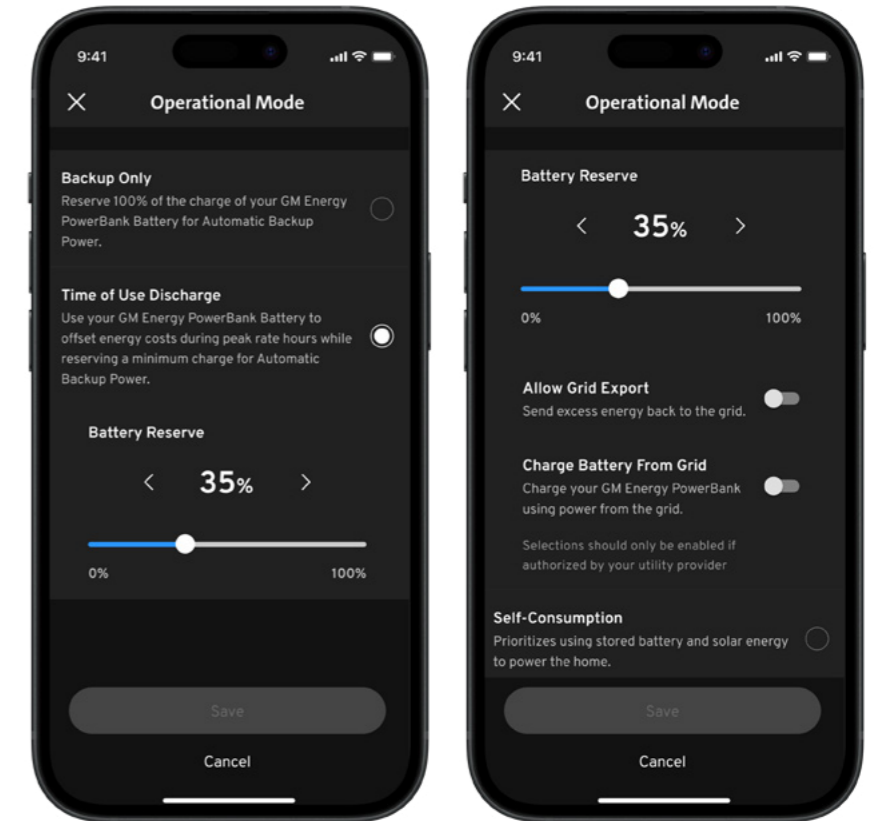 9:41
Operational Mode
Backup Only
Reserve 100% of the charge of your GM Energy
PowerBank Battery for Automatic Backup
Power.
Time of Use Discharge
Use your GM Energy PowerBank Battery to
offset energy costs during peak rate hours while
reserving a minimum charge for Automatic
Backup Power.
Battery Reserve
35%
0% 100%
Save
Cancel
9:41
Operational Mode
Battery Reserve
35%
0% 100%
Allow Grid Export
Send excess energy back to the grid.
Charge Battery From Grid
Charge your GM Energy PowerBank
using power from the grid.
Selections should only be enabled if
authorized by your utility provider
Self-Consumption
Prioritizes using stored battery and solar energy
to power the home.
Save
Cancel